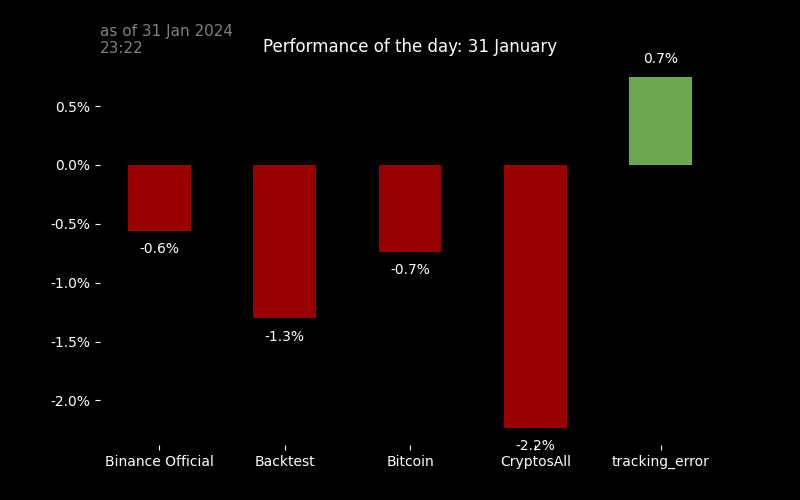 as of 31 Jan 2024
23:22
Performance of the day: 31 January
0.7%
0.5%
0.0%
-0.5%
-0.6%
-0.7%
-1.0%
-1.3%
-1.5%
-2.0%
-2.2%
Binance Official
Backtest
Bitcoin
CryptosAll
tracking_error